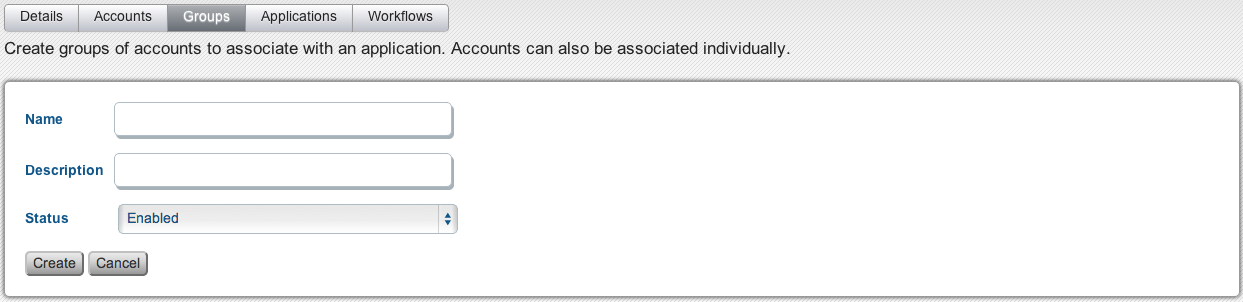 Details Accounts Groups Applications Workflows
Create groups of accounts to associate with an application. Accounts can also be associated individually.
Name
Description
Status Enabled
Create Cancel